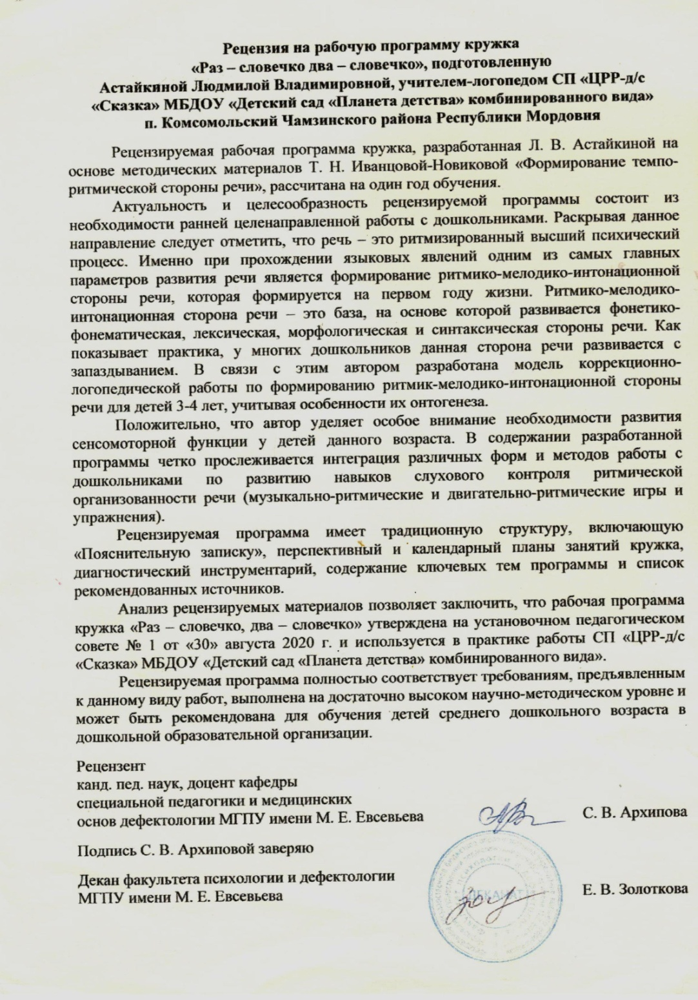 Рецензия на рабочую программу кружка
«Раз – словечко два – словечко», подготовленную
Астайкиной Людмилой Владимировной, учителем-логопедом СП «ЦРР-д/с
«Сказка» МБДОУ «Детский сад «Планета детства» комбинированного вида»
п. Комсомольский Чамзинского района Республики Мордовия
Рецензируемая рабочая программа кружка, разработанная Л. В. Астайкиной на
основе методических материалов Т. Н. Иванцовой-Новиковой «Формирование темпо-
ритмической стороны речи», рассчитана на один год обучения.
Актуальность и целесообразность рецензируемой программы состоит из
необходимости ранней целенаправленной работы с дошкольниками. Раскрывая данное
направление следует отметить, что речь – это ритмизированный высший психический
процесс. Именно при прохождении языковых явлений одним из самых главных
параметров развития речи является формирование ритмико-мелодико-интонационной
стороны речи, которая формируется на первом году жизни. Ритмико-мелодико-
интонационная сторона речи – это база, на основе которой развивается фонетико-
фонематическая, лексическая, морфологическая и синтаксическая стороны речи. Как
показывает практика, у многих дошкольников данная сторона речи развивается с
запаздыванием. В связи с этим автором разработана модель коррекционно-
логопедической работы по формированию ритмик-мелодико-интонационной стороны
речи для детей 3-4 лет, учитывая особенности их онтогенеза.
Положительно, что автор уделяет особое внимание необходимости развития
сенсомоторной функции у детей данного возраста. В содержании разработанной
программы четко прослеживается интеграция различных форм и методов работы с
дошкольниками по развитию навыков слухового контроля ритмической
организованности речи (музыкально-ритмические и двигательно-ритмические игры и
упражнения).
Рецензируемая программа имеет традиционную структуру, включающую
«Пояснительную записку», перспективный и календарный планы занятий кружка,
диагностический инструментарий, содержание ключевых тем программы и список
рекомендованных источников.
Анализ рецензируемых материалов позволяет заключить, что рабочая программа
кружка «Раз – словечко, два – словечко» утверждена на установочном педагогическом
совете № 1 от «30» августа 2020 г. и используется в практике работы СП «ЦРР-д/с
«Сказка» МБДОУ «Детский сад «Планета детства» комбинированного вида».
Рецензируемая программа полностью соответствует требованиям, предъявленным
к данному виду работ, выполнена на достаточно высоком научно-методическом уровне и
может быть рекомендована для обучения детей среднего дошкольного возраста в
дошкольной образовательной организации.
Рецензент
канд. пед. наук, доцент кафедры
специальной педагогики и медицинских
основ дефектологии МГПУ имени М. Е. Евсевьева
С. В. Архипова
Подпись С. В. Архиповой заверяю
Декан факультета психологии и дефектологии
МГПУ имени М. Е. Евсевьева
Е. В. Золоткова
ДЕКАНАТ